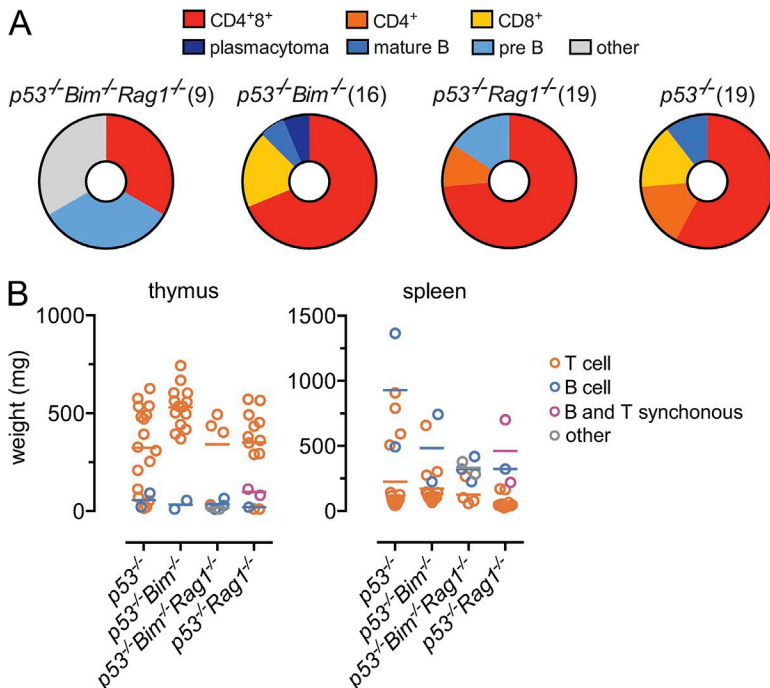 A
CD4⁺8⁺ CD4⁺ CD8⁺
plasmacytoma mature B pre B other
p53⁻/⁻Bim⁻/⁻Rag1⁻/⁻(9) p53⁻/⁻Bim⁻/⁻(16) p53⁻/⁻Rag1⁻/⁻(19) p53⁻/⁻(19)
B
thymus spleen
weight (mg)
1000
500
0
1500
1000
500
0
T cell
B cell
B and T synchonous
other
p53⁻/⁻
p53⁻/⁻Bim⁻/⁻
p53⁻/⁻Bim⁻/⁻Rag1⁻/⁻
p53⁻/⁻Rag1⁻/⁻
p53⁻/⁻
p53⁻/⁻Bim⁻/⁻
p53⁻/⁻Bim⁻/⁻Rag1⁻/⁻
p53⁻/⁻Rag1⁻/⁻